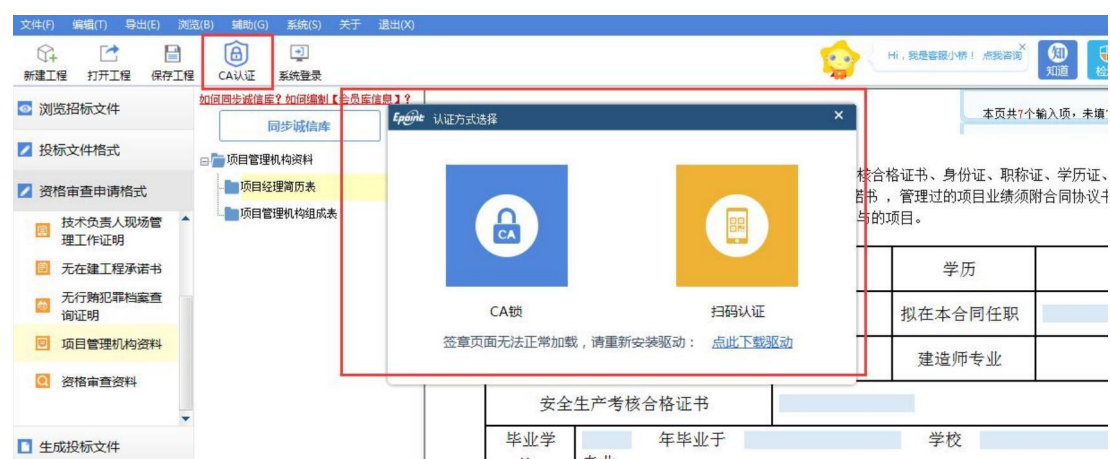 文件(F) 编辑(T) 导出(E) 浏览(B) 辅助(G) 系统(S) 关于 退出(X)
新建工程 打开工程 保存工程 CA认证 系统登录
Hi，我是客服小桥！ 点我咨询
知道
浏览招标文件
投标文件格式
资格审查申请格式
技术负责人现场管理工作证明
无在建工程承诺书
无行贿犯罪档案查询证明
项目管理机构资料
资格审查资料
生成投标文件
如何同步诚信库？如何编制【会员库信息】？
同步诚信库
项目管理机构资料
项目经理简历表
项目管理机构组成表
Epoint 认证方式选择
CA
CA锁
扫码认证
签章页面无法正常加载，请重新安装驱动： 点此下载驱动
本页共7个输入项，未填
格证书、身份证、职称证、学历证、
，管理过的项目业绩须附合同协议书
的项目。
学历
拟在本合同任职
建造师专业
安全生产考核合格证书
毕业学
年毕业于
学校